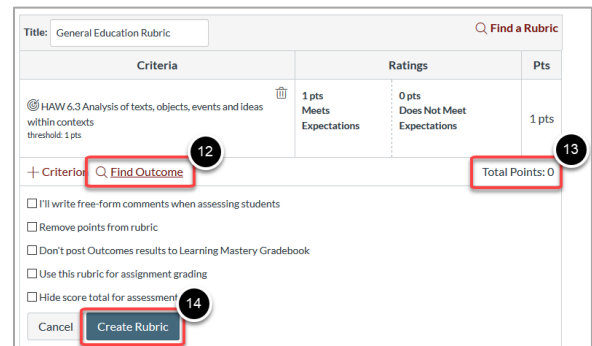 Title: General Education Rubric Find a Rubric
Criteria Ratings Pts
HAW 6.3 Analysis of texts, objects, events and ideas
within contexts
threshold: 1 pts
1 pts
Meets
Expectations
0 pts
Does Not Meet
Expectations
1 pts
12
13
+ Criterion Find Outcome Total Points: 0
I'll write free-form comments when assessing students
Remove points from rubric
Don't post Outcomes results to Learning Mastery Gradebook
Use this rubric for assignment grading
Hide score total for assessment
14
Cancel Create Rubric